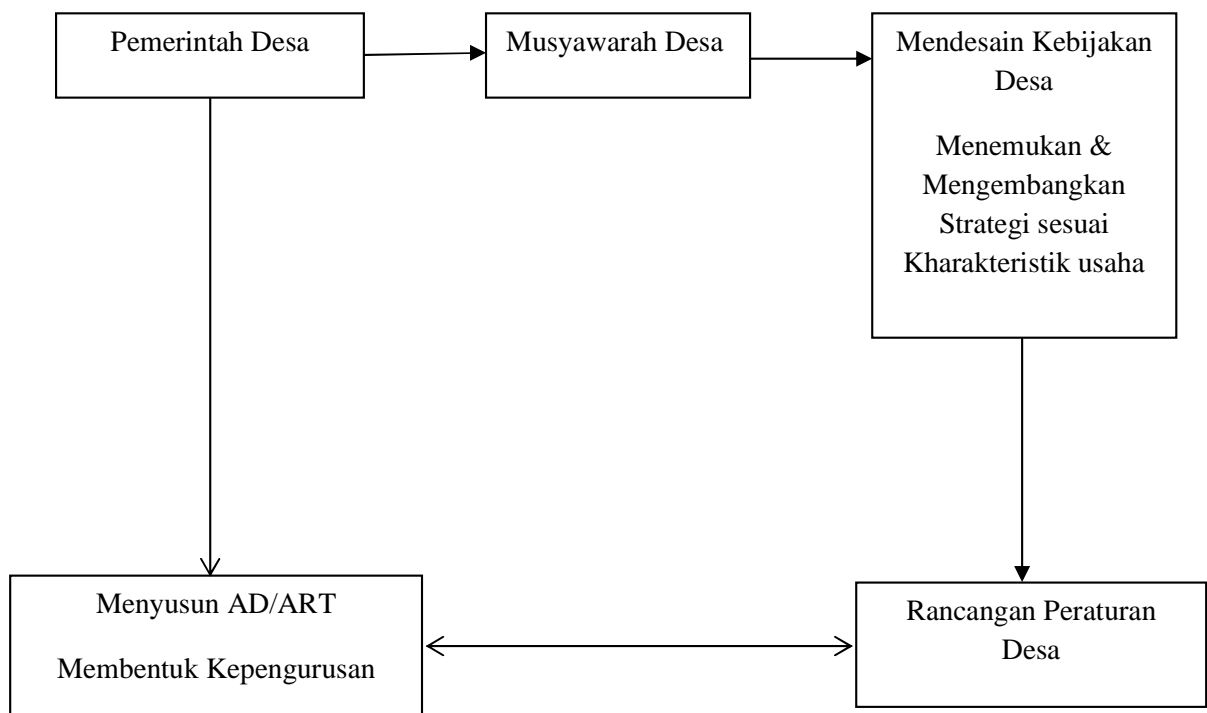 Pemerintah Desa
Musyawarah Desa
Mendesain Kebijakan
Desa
Menemukan &
Mengembangkan
Strategi sesuai
Kharakteristik usaha
Menyusun AD/ART
Membentuk Kepengurusan
Rancangan Peraturan
Desa